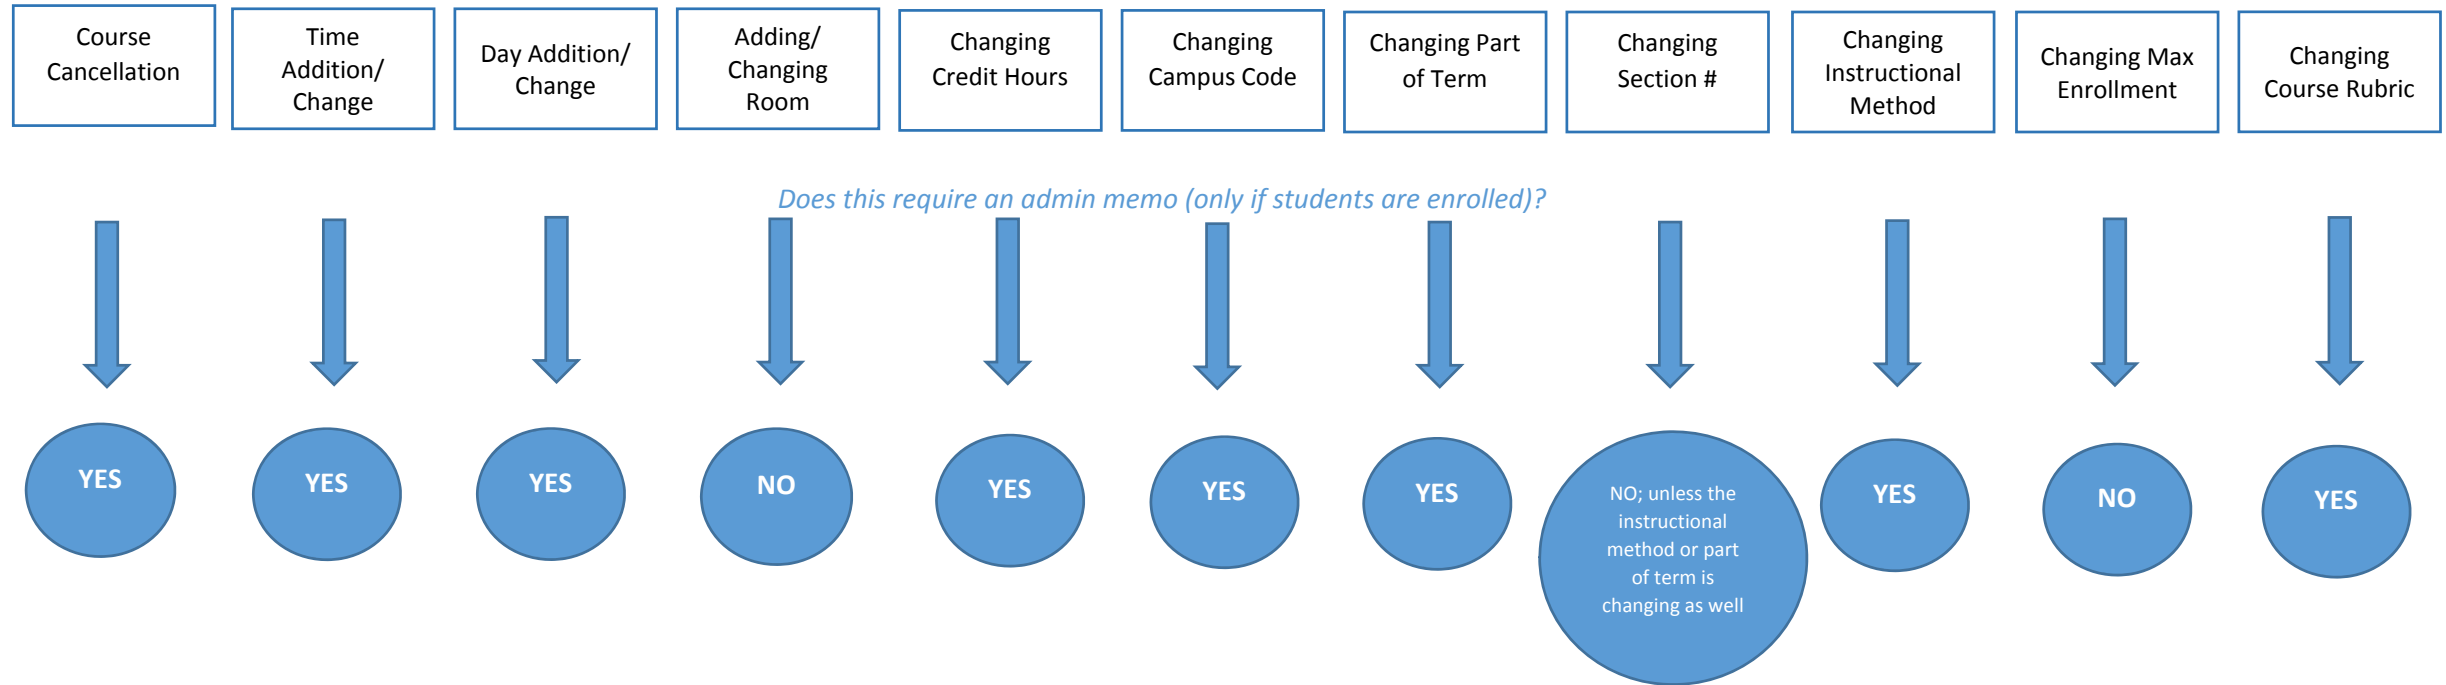 Course
Cancellation
Time
Addition/
Change
Day Addition/
Change
Adding/
Changing
Room
Changing
Credit Hours
Changing
Campus Code
Changing Part
of Term
Changing
Section #
Changing
Instructional
Method
Changing Max
Enrollment
Changing
Course Rubric
Does this require an admin memo (only if students are enrolled)?
YES
YES
YES
NO
YES
YES
YES
NO; unless the
instructional
method or part
of term is
changing as well
YES
NO
YES